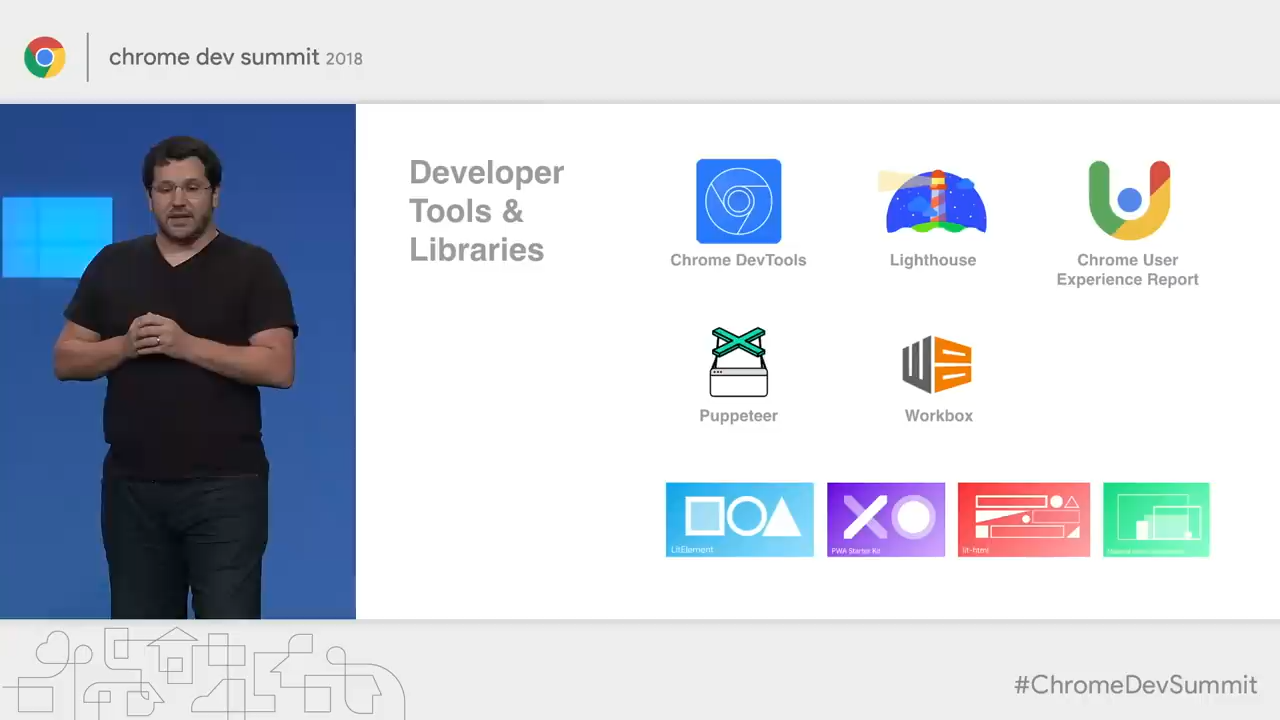 chrome dev summit 2018
Developer
Tools &
Libraries
Chrome DevTools
Lighthouse
Chrome User
Experience Report
Puppeteer
Workbox
LitElement
PWA Starter Kit
lit-html
#ChromeDevSummit